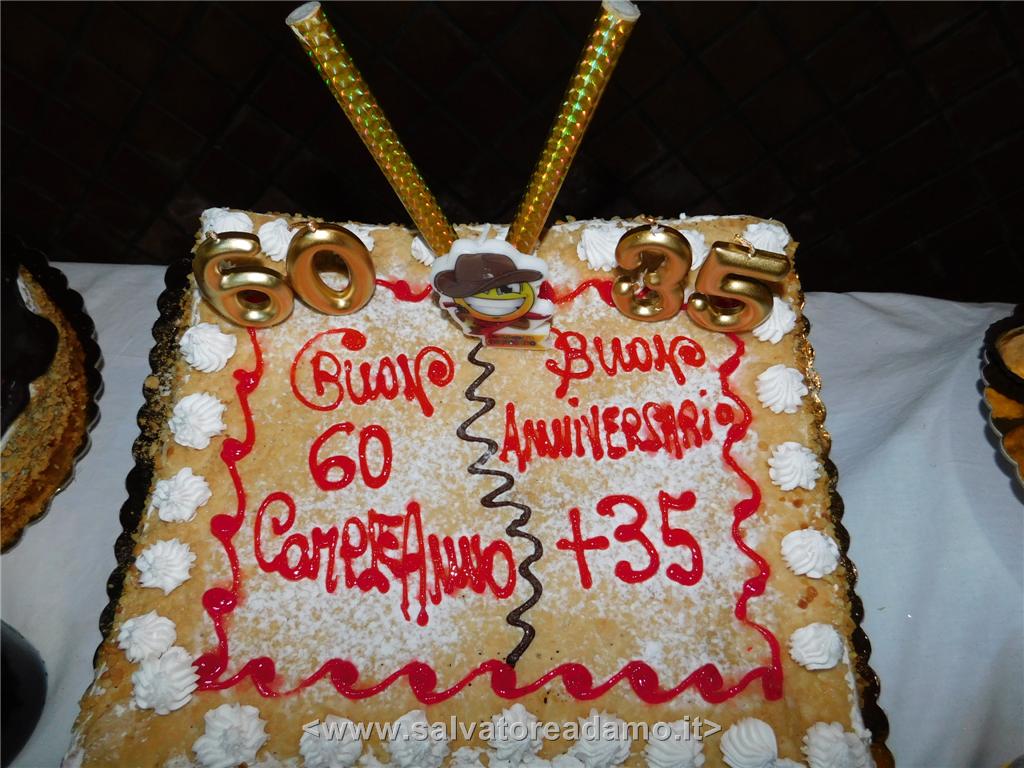 60 35
BUON
60
COMPLEANNO
BUON
ANNIVERSARIO
+35
<www.salvatoreadamo.it>